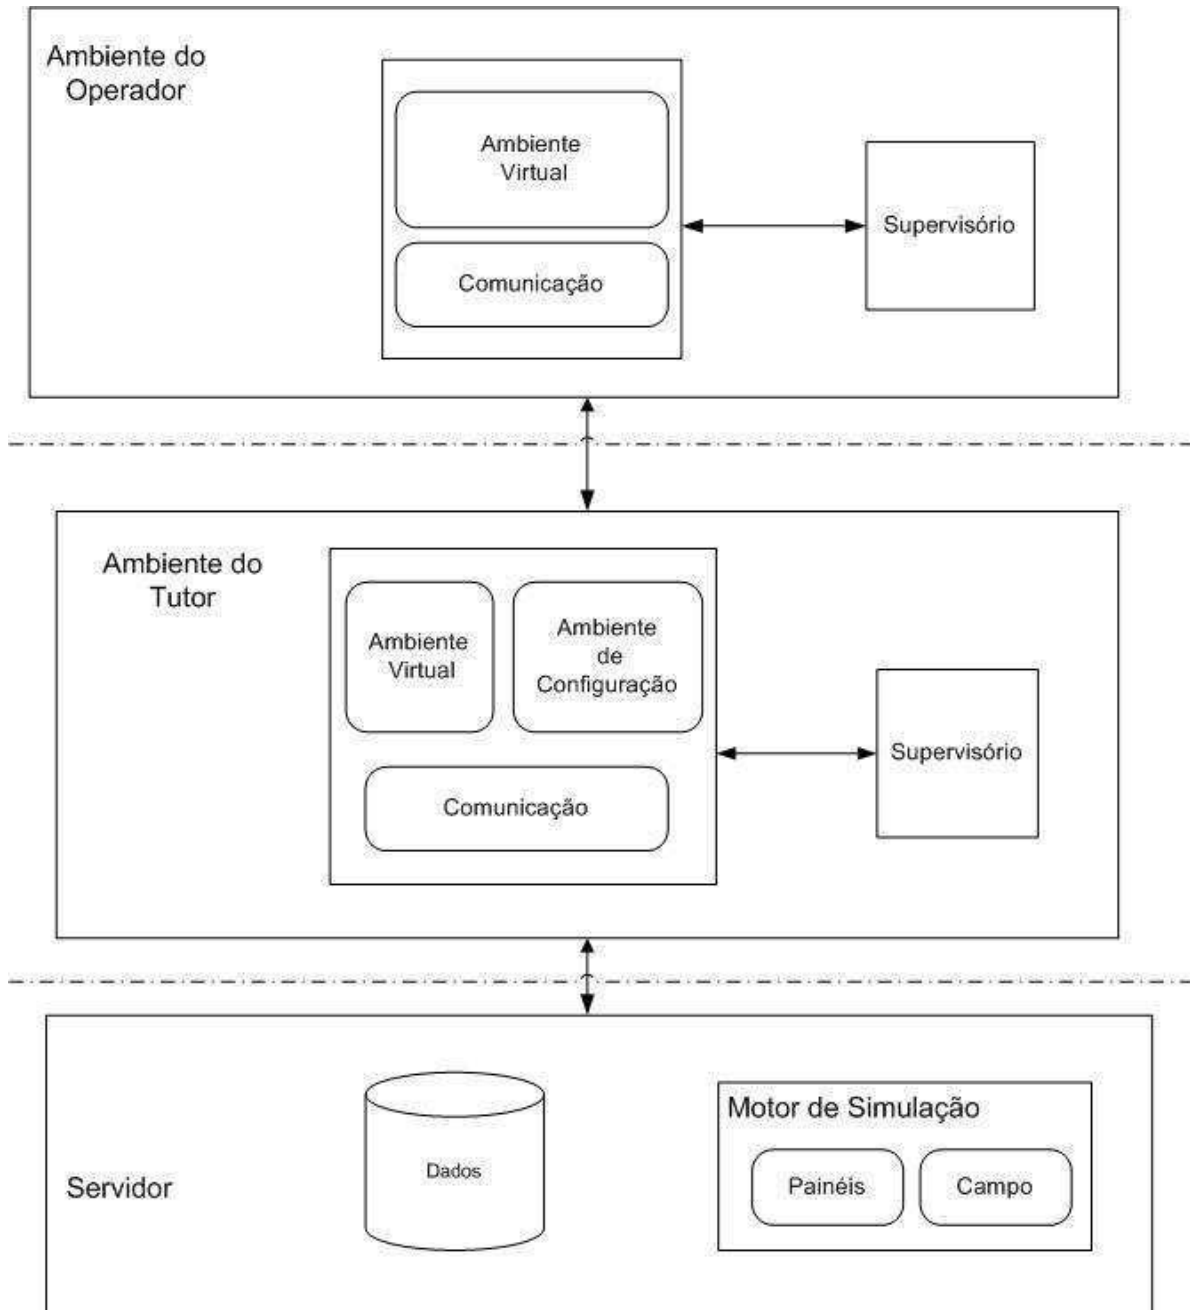 Ambiente do
Operador
Ambiente
Virtual
Comunicação
Supervisório
Ambiente do
Tutor
Ambiente
Virtual
Ambiente
de
Configuração
Comunicação
Supervisório
Servidor
Dados
Motor de Simulação
Painéis
Campo